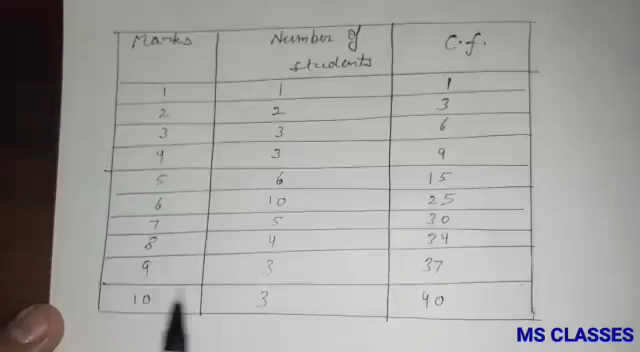 Marks Number of students C.f.
1 1 1
2 2 3
3 3 6
4 3 9
5 6 15
6 10 25
7 5 30
8 4 34
9 3 37
10 3 40
MS CLASSES